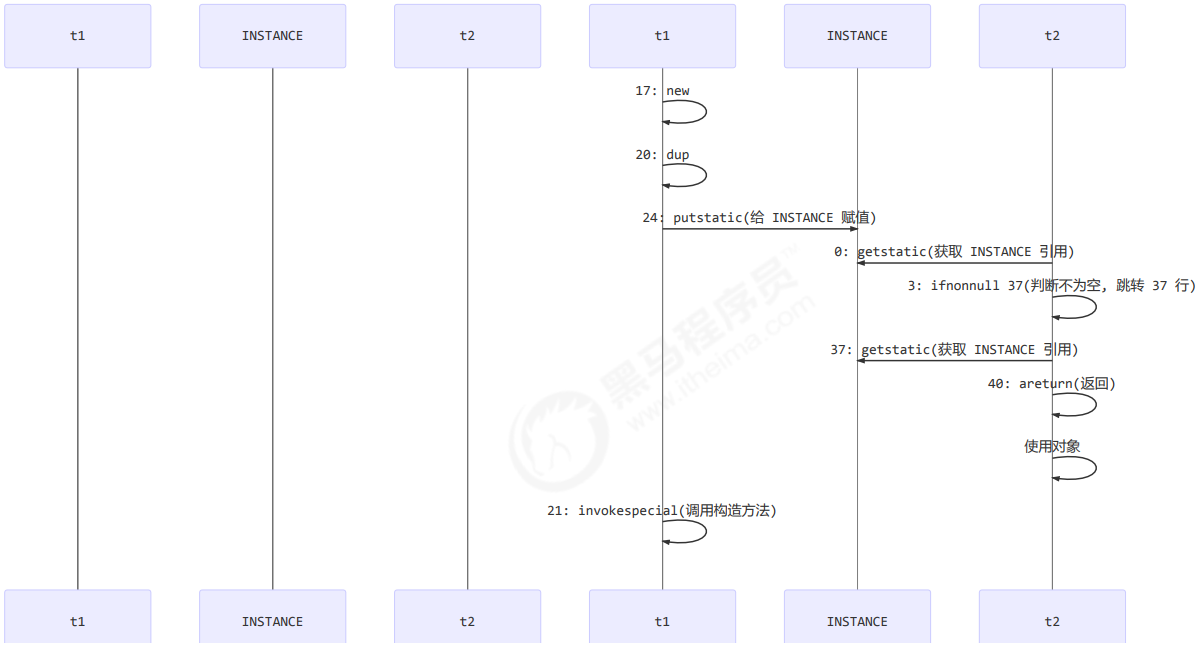 t1
INSTANCE
t2
t1
INSTANCE
t2
17: new
20: dup
24: putstatic(给 INSTANCE 赋值)
0: getstatic(获取 INSTANCE 引用)
3: ifnonnull 37(判断不为空, 跳转 37 行)
37: getstatic(获取 INSTANCE 引用)
40: areturn(返回)
使用对象
21: invokespecial(调用构造方法)
黑马程序员™
www.itheima.com
t1
INSTANCE
t2
t1
INSTANCE
t2